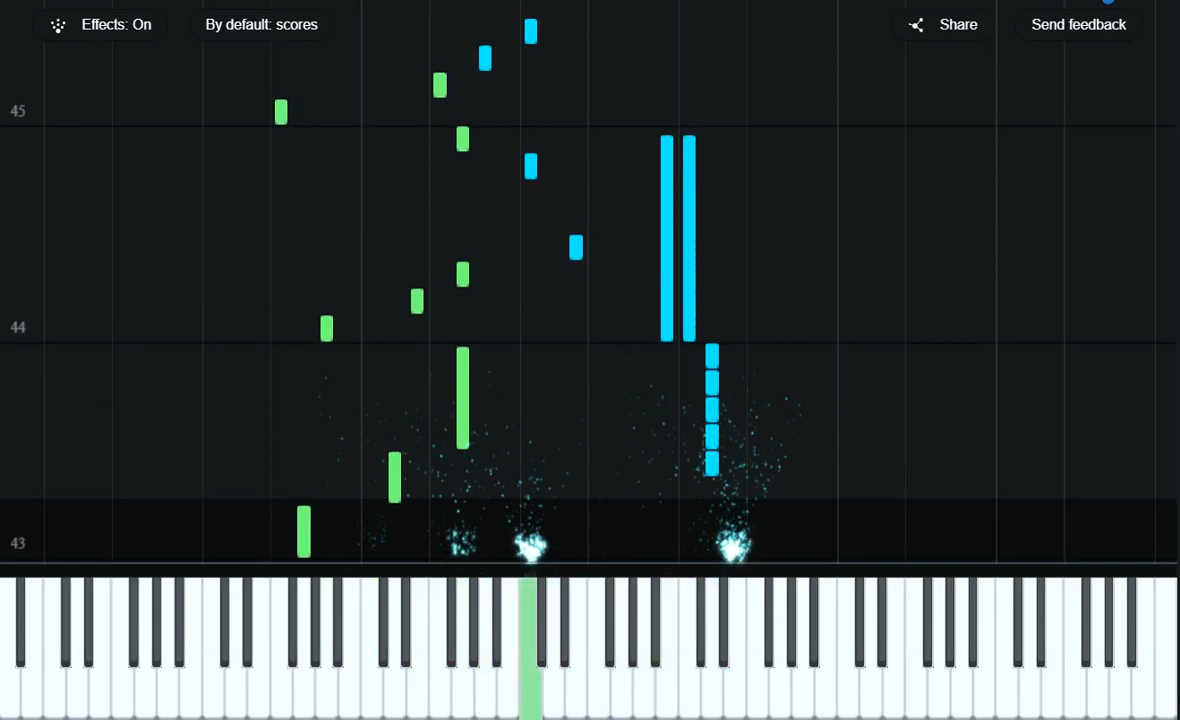 Effects: On
By default: scores
Share
Send feedback
45
44
43